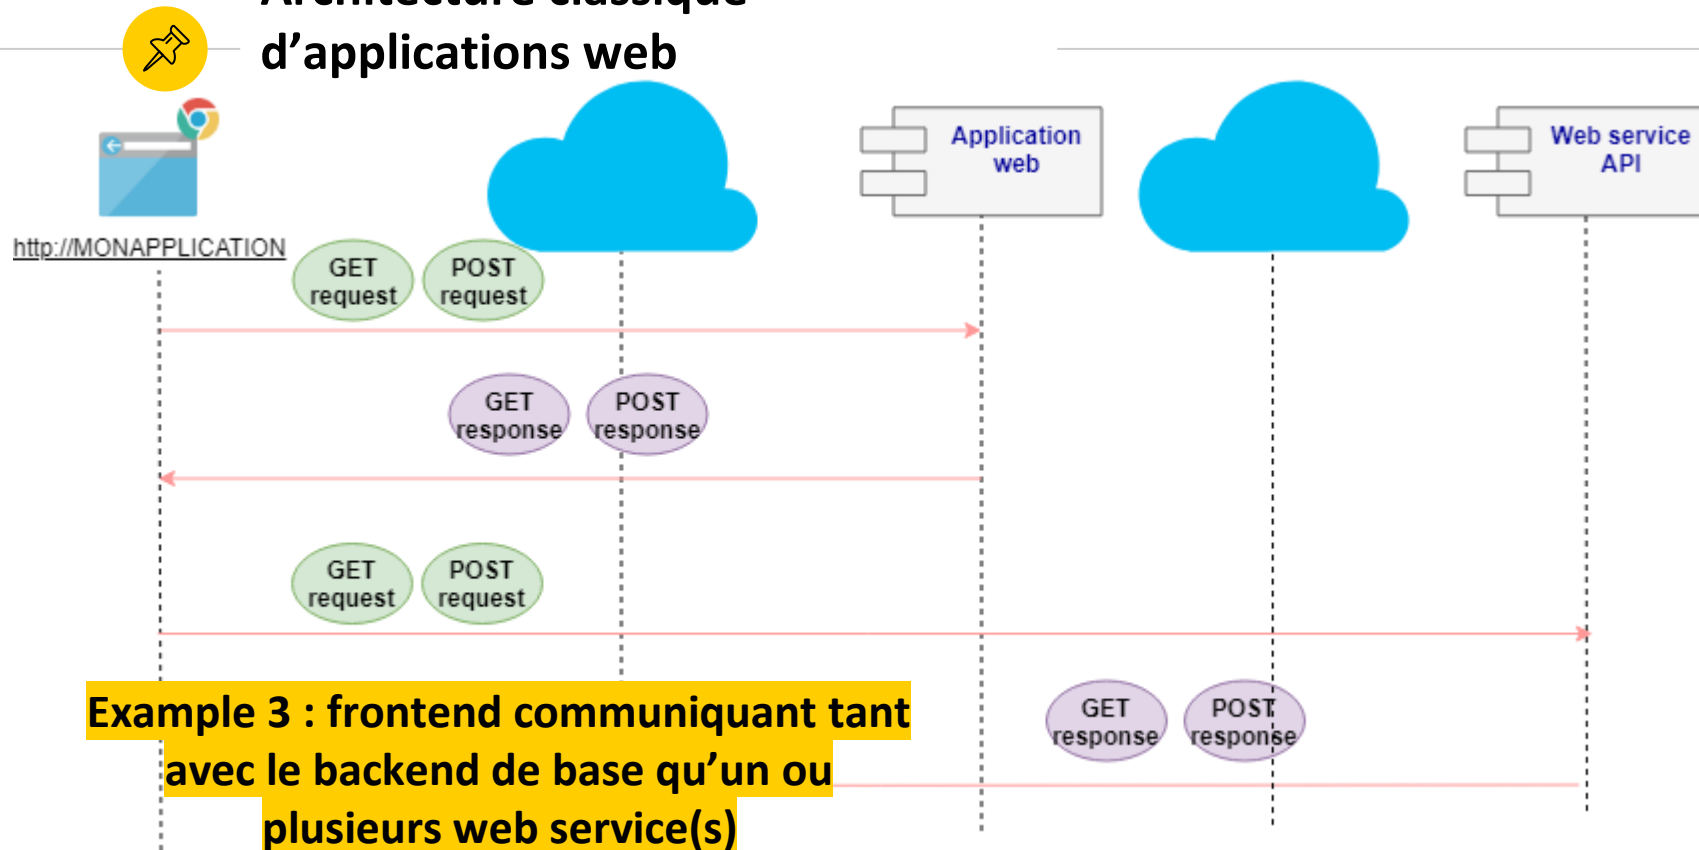 Architecture classique
d’applications web
Application
web
Web service
API
http://MONAPPLICATION
GET
request
POST
request
GET
response
POST
response
GET
request
POST
request
GET
response
POST
response
Example 3 : frontend communiquant tant
avec le backend de base qu’un ou
plusieurs web service(s)